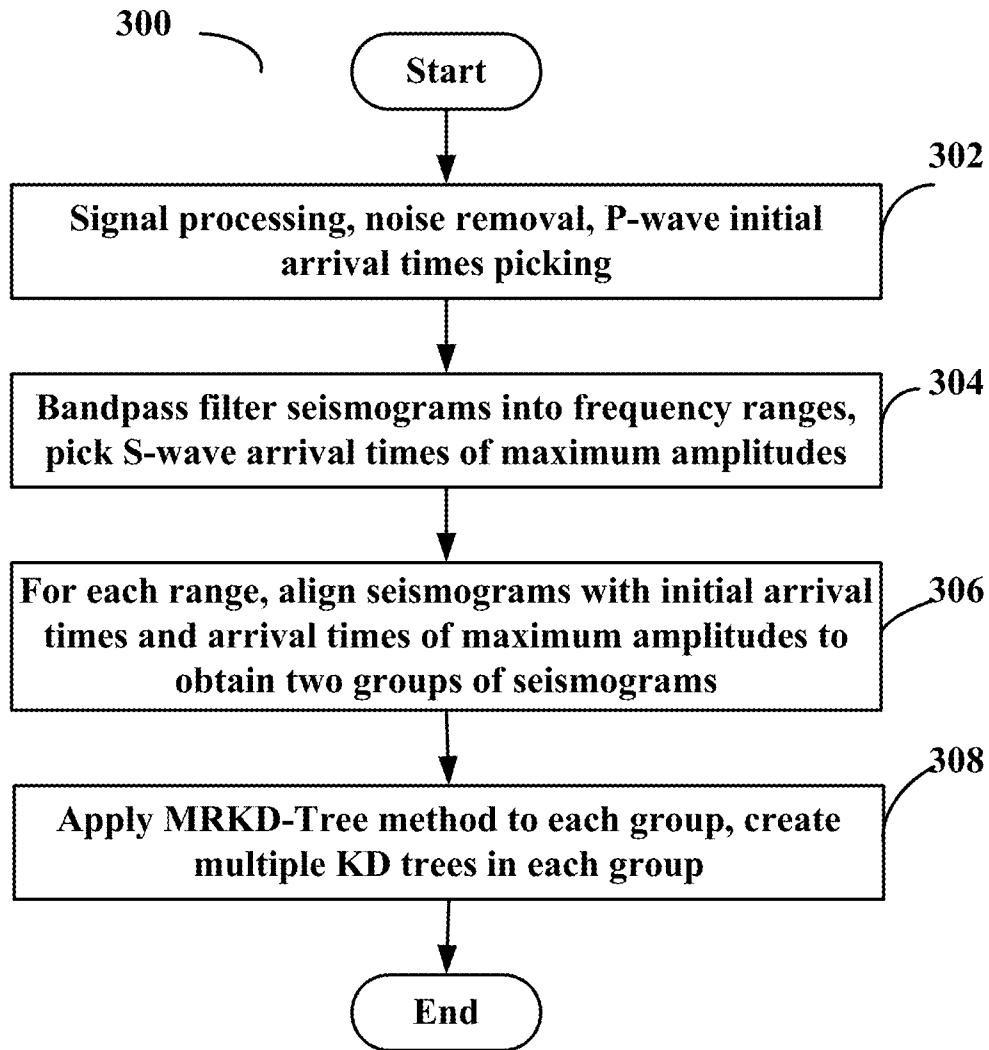 300
Start
302
Signal processing, noise removal, P-wave initial
arrival times picking
304
Bandpass filter seismograms into frequency ranges,
pick S-wave arrival times of maximum amplitudes
306
For each range, align seismograms with initial arrival
times and arrival times of maximum amplitudes to
obtain two groups of seismograms
308
Apply MRKD-Tree method to each group, create
multiple KD trees in each group
End